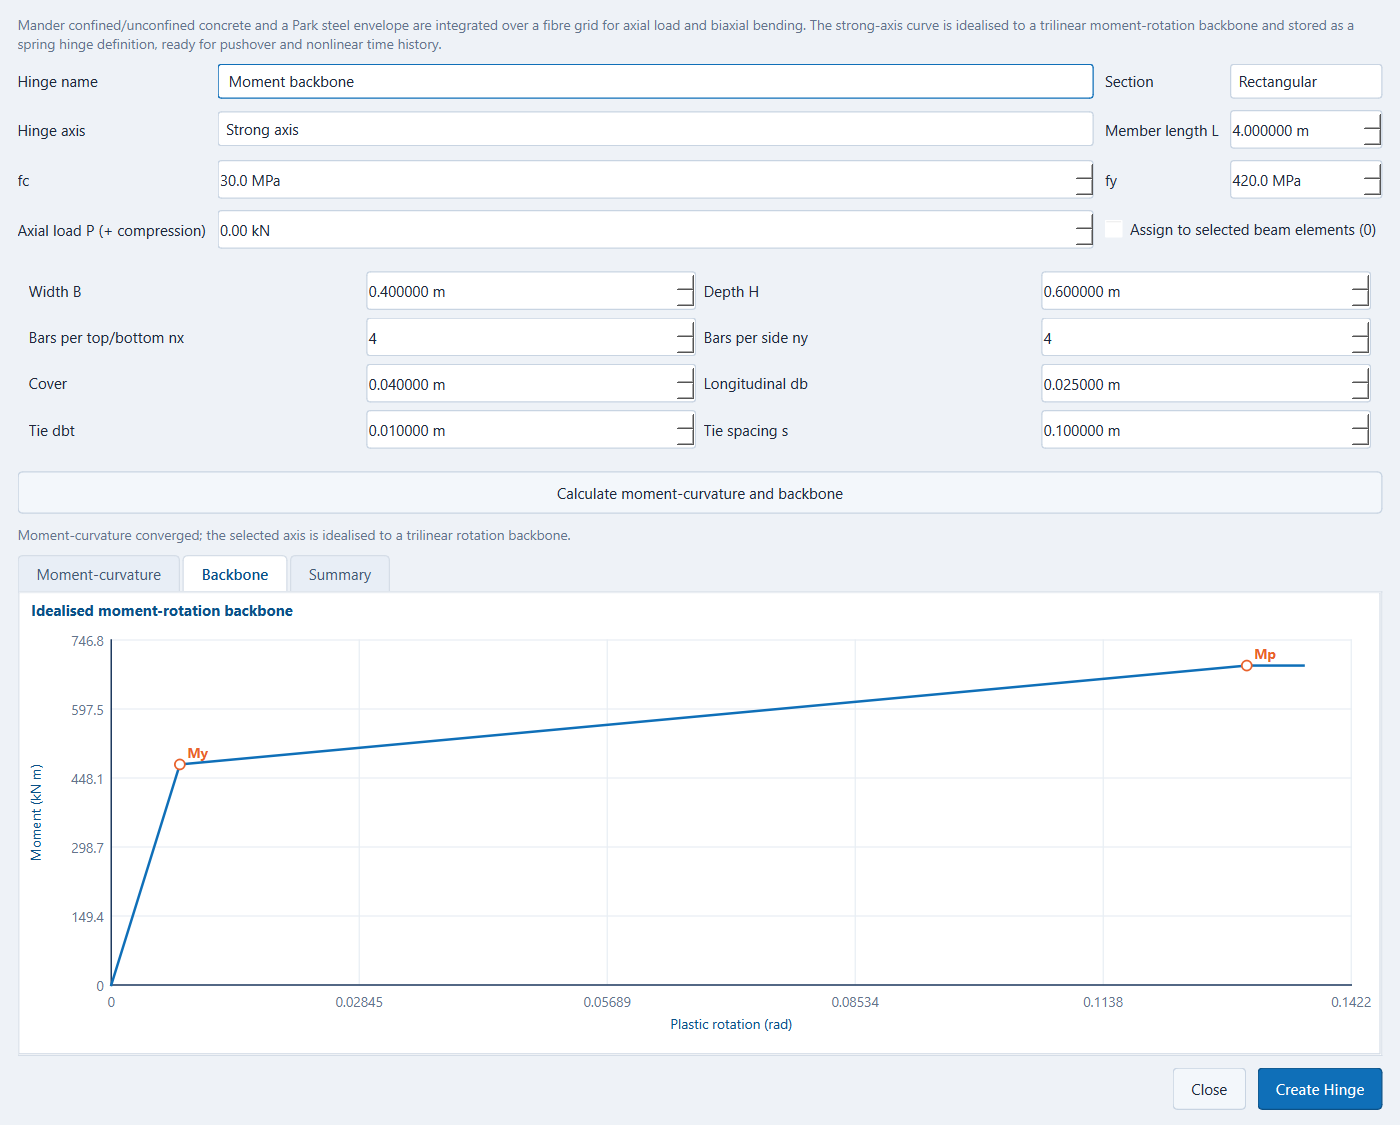 Mander confined/unconfined concrete and a Park steel envelope are integrated over a fibre grid for axial load and biaxial bending. The strong-axis curve is idealised to a trilinear moment-rotation backbone and stored as a
spring hinge definition, ready for pushover and nonlinear time history.
Hinge name Moment backbone Section Rectangular
Hinge axis Strong axis Member length L 4.000000 m
fc 30.0 MPa fy 420.0 MPa
Axial load P (+ compression) 0.00 kN Assign to selected beam elements (0)
Width B 0.400000 m Depth H 0.600000 m
Bars per top/bottom nx 4 Bars per side ny 4
Cover 0.040000 m Longitudinal db 0.025000 m
Tie dbt 0.010000 m Tie spacing s 0.100000 m
Calculate moment-curvature and backbone
Moment-curvature converged; the selected axis is idealised to a trilinear rotation backbone.
Moment-curvature Backbone Summary
Idealised moment-rotation backbone
746.8
Mp
597.5
My
448.1
Moment (kN m)
298.7
149.4
0
0 0.02845 0.05689 0.08534 0.1138 0.1422
Plastic rotation (rad)
Close Create Hinge